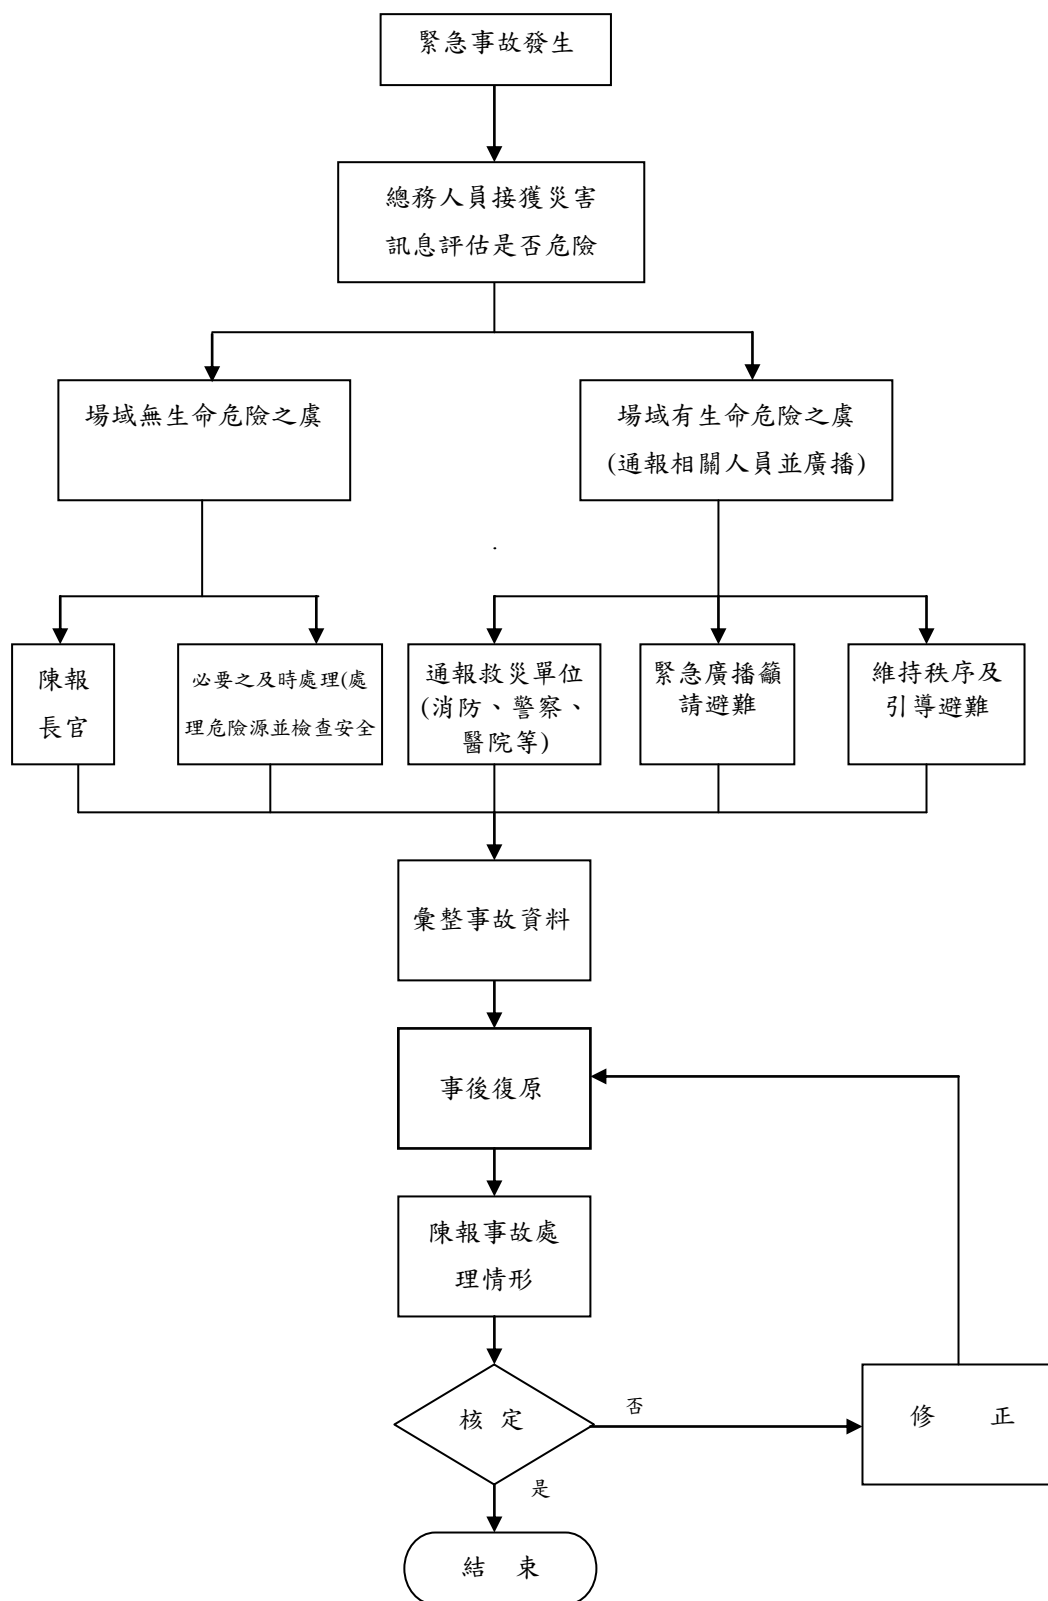 緊急事故發生
總務人員接獲災害
訊息評估是否危險
場域無生命危險之虞
場域有生命危險之虞
(通報相關人員並廣播)
陳報
長官
必要之及時處理(處
理危險源並檢查安全
通報救災單位
(消防、警察、
醫院等)
緊急廣播籲
請避難
維持秩序及
引導避難
彙整事故資料
事後復原
陳報事故處
理情形
核 定
否
修 正
是
結 束